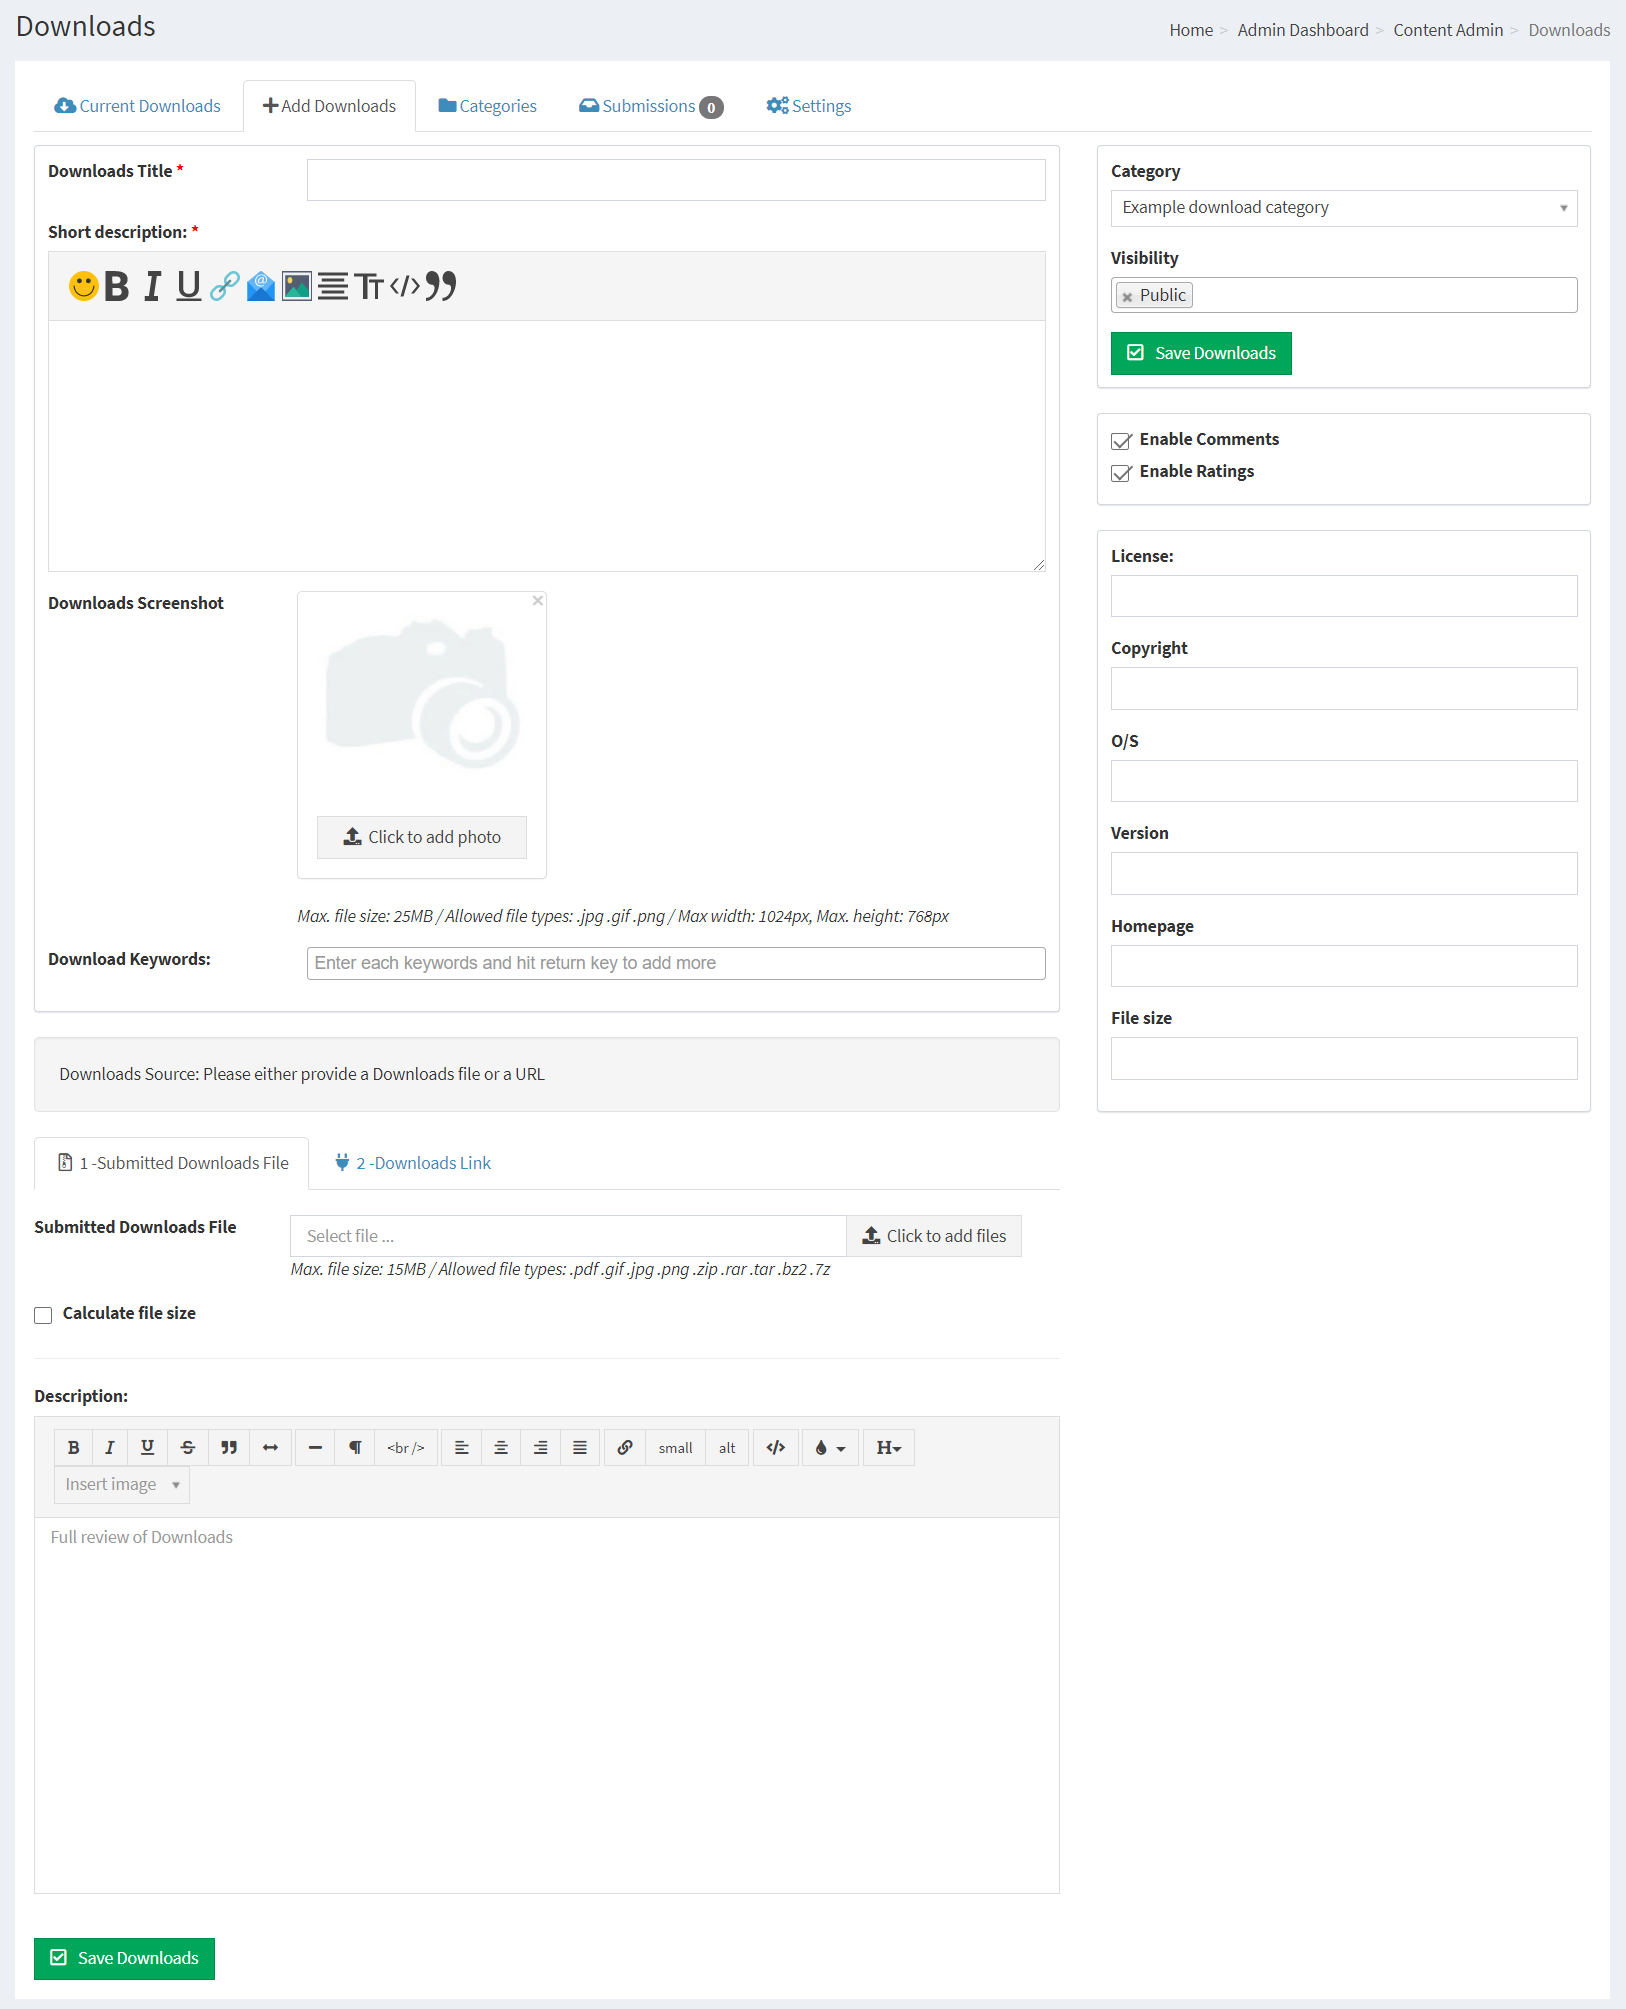 Downloads
Home > Admin Dashboard > Content Admin > Downloads
Current Downloads
Add Downloads
Categories
Submissions 0
Settings
Downloads Title *
Short description: *
B I U
Downloads Screenshot
Click to add photo
Max. file size: 25MB / Allowed file types: .jpg .gif .png / Max width: 1024px, Max. height: 768px
Download Keywords:
Enter each keywords and hit return key to add more
Category
Example download category
Visibility
× Public
Save Downloads
Enable Comments
Enable Ratings
License:
Copyright
O/S
Version
Homepage
File size
Downloads Source: Please either provide a Downloads file or a URL
1 -Submitted Downloads File
2 -Downloads Link
Submitted Downloads File
Select file ...
Click to add files
Max. file size: 15MB / Allowed file types: .pdf .gif .jpg .png .zip .rar .tar .bz2 .7z
Calculate file size
Description:
B I U S <br /> small alt </> H
Insert image
Full review of Downloads
Save Downloads